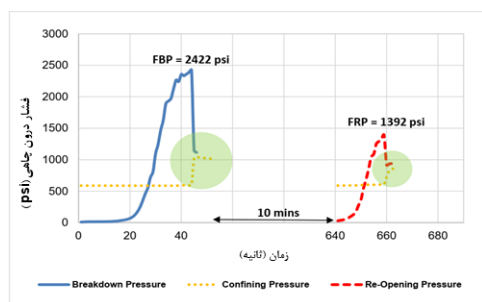 3000
2500
2000
1500
1000
500
0
فشار درون چاهی (psi)
FBP = 2422 psi
FRP = 1392 psi
10 mins
0 20 40 640 660 680
زمان (ثانیه)
Breakdown Pressure Confining Pressure Re-Opening Pressure